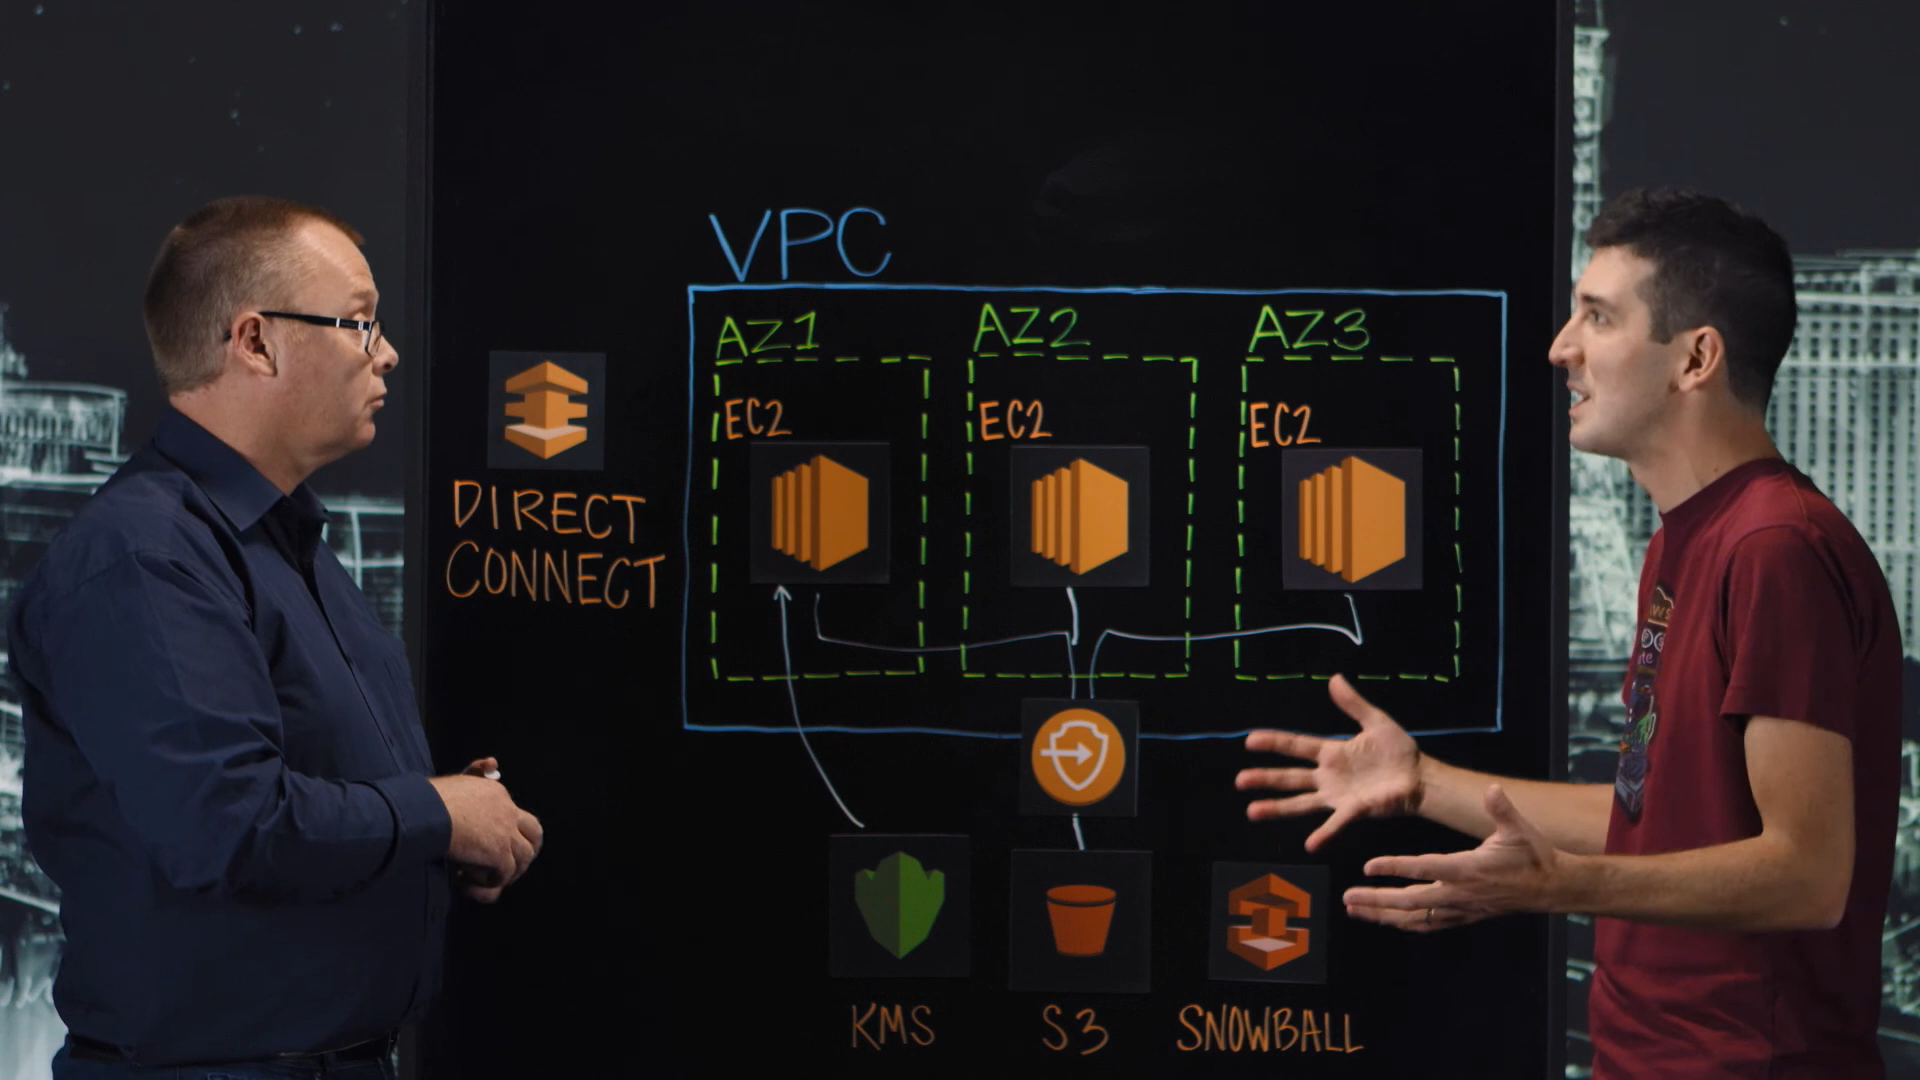 VPC
AZ1
AZ2
AZ3
EC2
EC2
EC2
DIRECT
CONNECT
KMS
S3
SNOWBALL